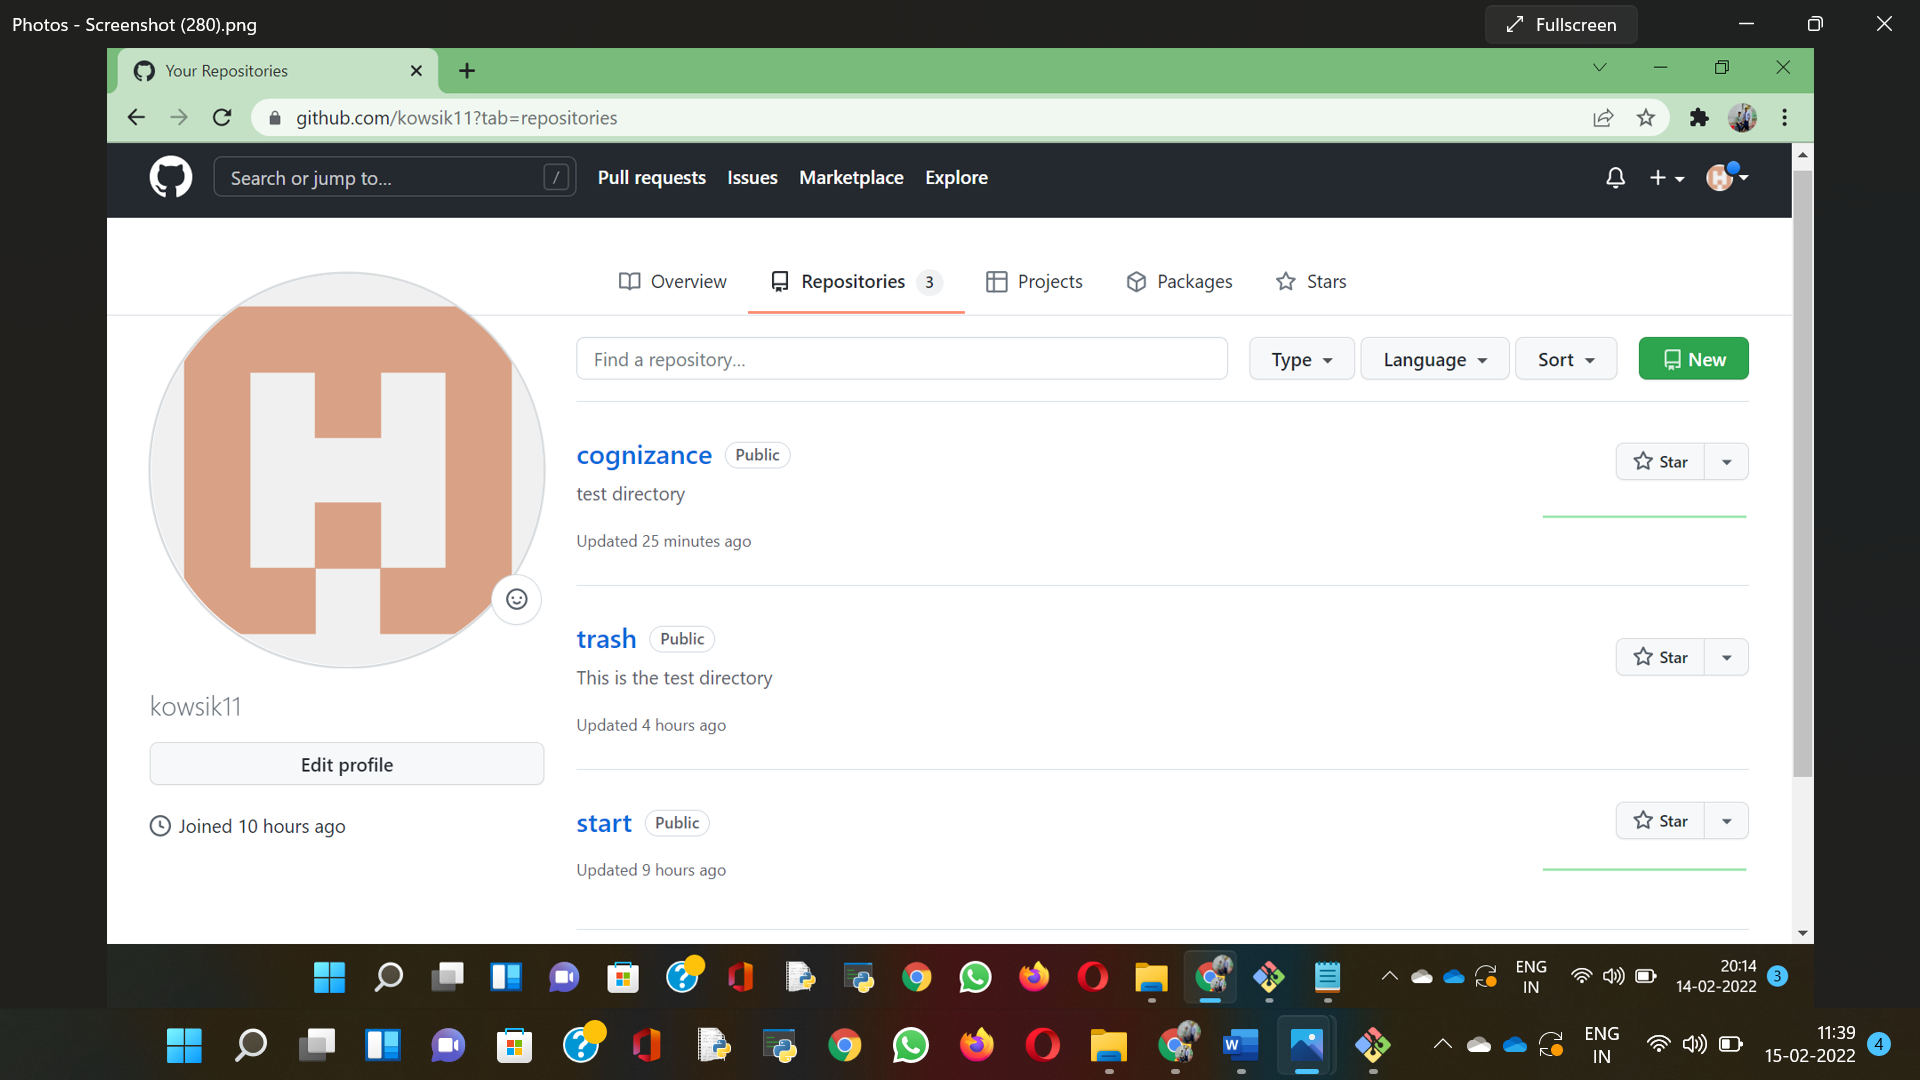 Photos - Screenshot (280).png
Fullscreen
Your Repositories
github.com/kowsik11?tab=repositories
Search or jump to... /
Pull requests Issues Marketplace Explore
Overview Repositories 3 Projects Packages Stars
Find a repository... Type Language Sort New
cognizance Public
Star
test directory
Updated 25 minutes ago
trash Public
Star
This is the test directory
Updated 4 hours ago
kowsik11
Edit profile
Joined 10 hours ago
start Public
Star
Updated 9 hours ago
ENG
IN
20:14
14-02-2022
3
ENG
IN
11:39
15-02-2022
4